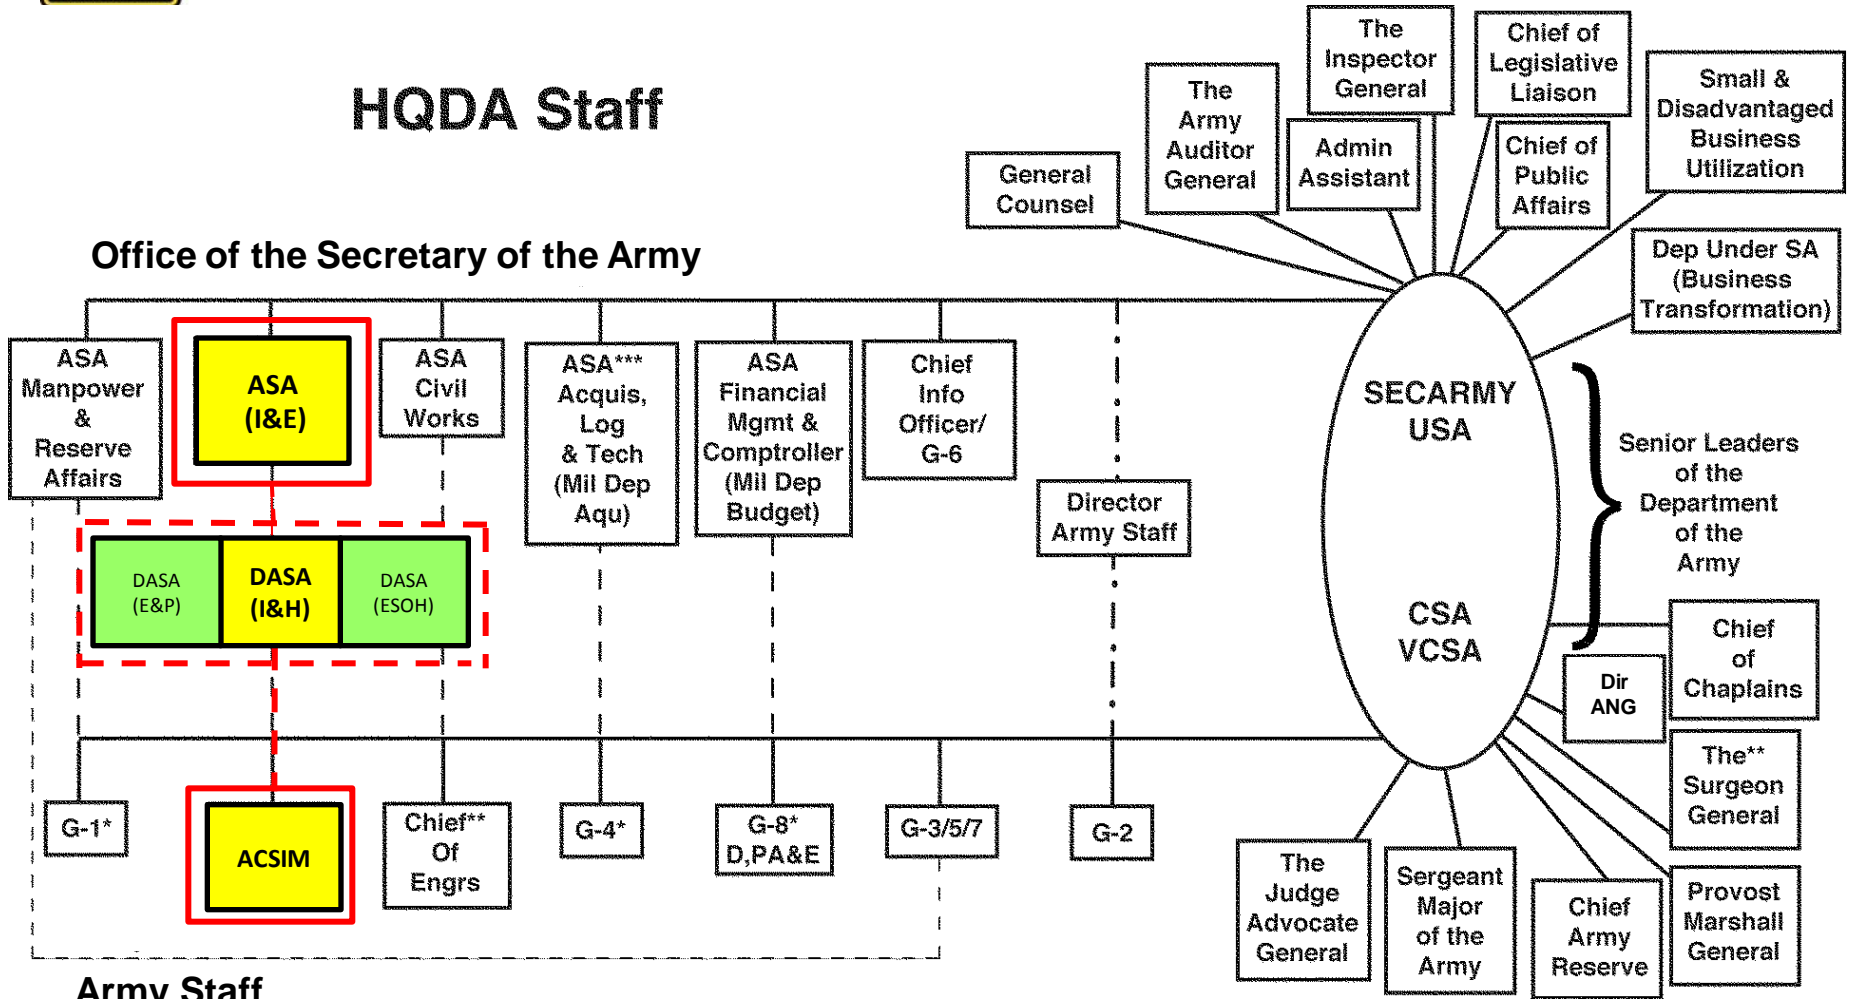 HQDA Staff
The
Inspector
General
Chief of
Legislative
Liaison
Small &
Disadvantaged
Business
Utilization
The
Army
Auditor
General
Admin
Assistant
Chief of
Public
Affairs
General
Counsel
Dep Under SA
(Business
Transformation)
Office of the Secretary of the Army
ASA
Manpower
&
Reserve
Affairs
ASA
(I&E)
ASA
Civil
Works
ASA***
Acquis,
Log
& Tech
(Mil Dep
Aqu)
ASA
Financial
Mgmt &
Comptroller
(Mil Dep
Budget)
Chief
Info
Officer/
G-6
Director
Army Staff
SECARMY
USA
CSA
VCSA
Senior Leaders
of the
Department
of the
Army
DASA
(E&P)
DASA
(I&H)
DASA
(ESOH)
Chief
of
Chaplains
Dir
ANG
The**
Surgeon
General
G-1*
ACSIM
Chief**
Of
Engrs
G-4*
G-8*
D,PA&E
G-3/5/7
G-2
The
Judge
Advocate
General
Sergeant
Major
of the
Army
Chief
Army
Reserve
Provost
Marshall
General
Army Staff